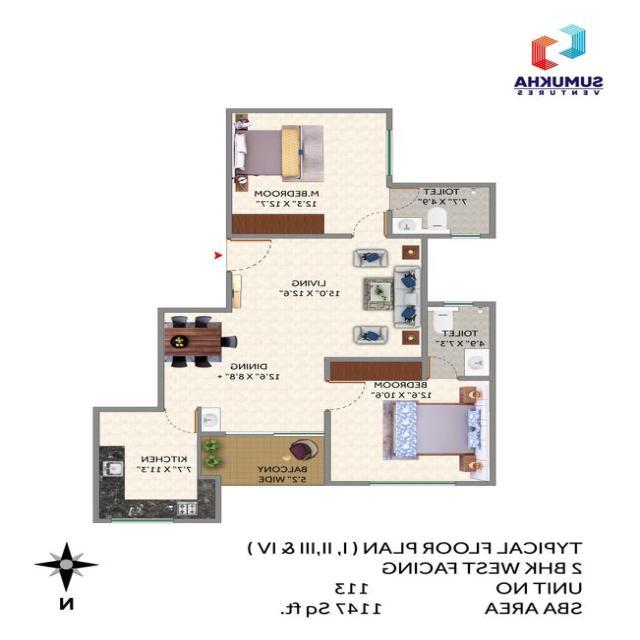 SUMUKHA
VENTURES
M.BEDROOM
12'3" X 12'7"
TOILET
7'7" X 4'9"
LIVING
15'0" X 12'6"
TOILET
4'9" X 7'3"
DINING
12'6" X 8'8" +
BEDROOM
12'6" X 10'6"
KITCHEN
7'7" X 11'3"
BALCONY
5'2" WIDE
TYPICAL FLOOR PLAN ( I, II,III & IV )
2 BHK WEST FACING
UNIT NO 113
SBA AREA 1147 Sq ft.
N